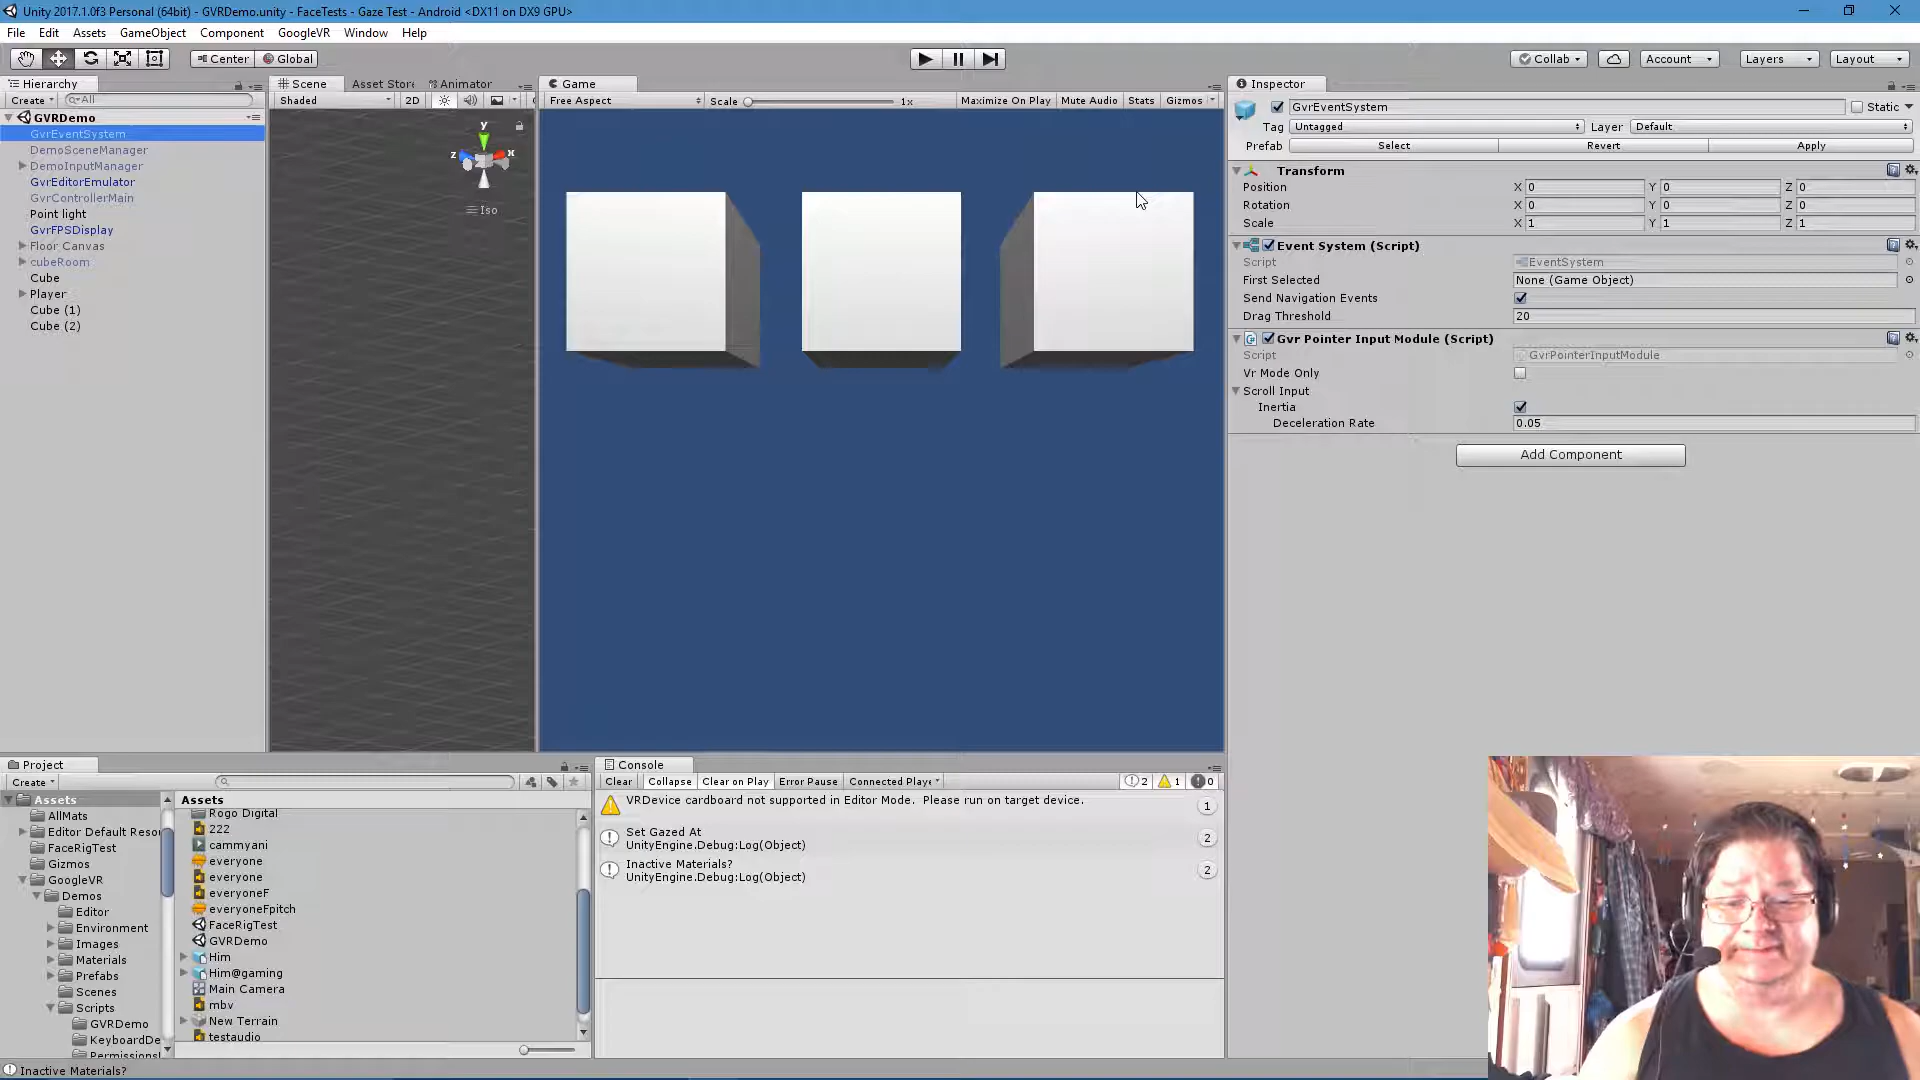 Unity 2017.1.0f3 Personal (64bit) - GVRDemo.unity - FaceTests - Gaze Test - Android <DX11 on DX9 GPU>
File Edit Assets GameObject Component GoogleVR Window Help
Center Global Collab Account Layers Layout
Hierarchy
Create All
GVRDemo
GvrEventSystem
DemoSceneManager
DemoInputManager
GvrEditorEmulator
GvrControllerMain
Point light
GvrFPSDisplay
Floor Canvas
cubeRoom
Cube
Player
Cube (1)
Cube (2)
Scene Asset Store Animator
Shaded 2D
y
z x
Iso
Game
Free Aspect Scale 1x Maximize On Play Mute Audio Stats Gizmos
Inspector
GvrEventSystem Static
Tag Untagged Layer Default
Prefab Select Revert Apply
Transform
Position X 0 Y 0 Z 0
Rotation X 0 Y 0 Z 0
Scale X 1 Y 1 Z 1
Event System (Script)
Script EventSystem
First Selected None (Game Object)
Send Navigation Events
Drag Threshold 20
Gvr Pointer Input Module (Script)
Script GvrPointerInputModule
Vr Mode Only
Scroll Input
Inertia
Deceleration Rate 0.05
Add Component
Project
Create
Assets
AllMats
Editor Default Reso
FaceRigTest
Gizmos
GoogleVR
Demos
Editor
Environment
Images
Materials
Prefabs
Scenes
Scripts
GVRDemo
KeyboardDe
Permissions
Assets
Rogo Digital
222
cammyani
everyone
everyone
everyoneF
everyoneFpitch
FaceRigTest
GVRDemo
Him
Him@gaming
Main Camera
mbv
New Terrain
testaudio
Console
Clear Collapse Clear on Play Error Pause Connected Playe 2 1 0
VRDevice cardboard not supported in Editor Mode. Please run on target device. 1
Set Gazed At
UnityEngine.Debug:Log(Object) 2
Inactive Materials?
UnityEngine.Debug:Log(Object) 2
Inactive Materials?